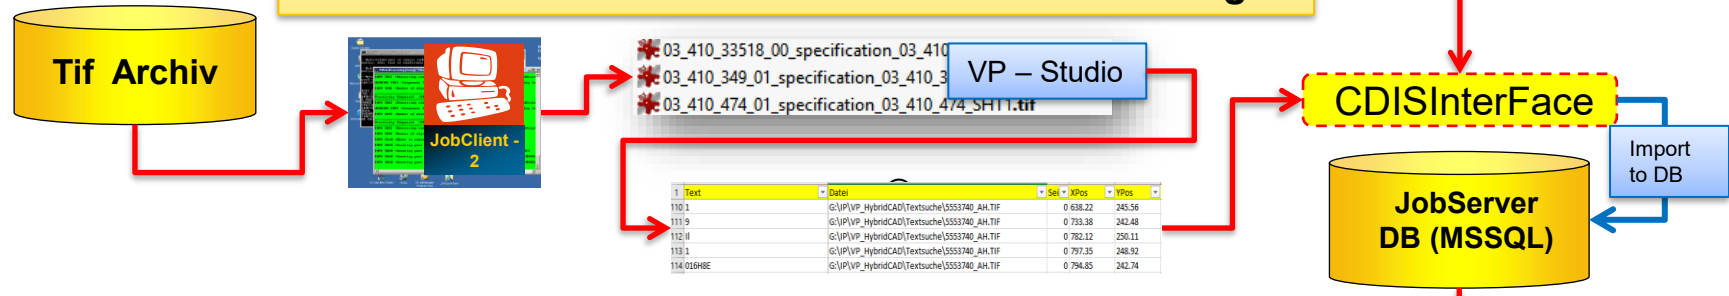 Tif Archiv
JobClient -
2
03_410_33518_00_specification_03_410
03_410_349_01_specification_03_410_3
03_410_474_01_specification_03_410_474_SHT1.tif
VP – Studio
CDISInterFace
Import
to DB
JobServer
DB (MSSQL)
1 Text Datei Sei XPos YPos
110 1 G:\IP\VP_HybridCAD\Textsuche\5553740_AH.TIF 0 638.22 245.56
111 9 G:\IP\VP_HybridCAD\Textsuche\5553740_AH.TIF 0 733.38 242.48
112 Il G:\IP\VP_HybridCAD\Textsuche\5553740_AH.TIF 0 782.12 250.11
113 1 G:\IP\VP_HybridCAD\Textsuche\5553740_AH.TIF 0 797.35 248.92
114 016H8E G:\IP\VP_HybridCAD\Textsuche\5553740_AH.TIF 0 794.85 242.74